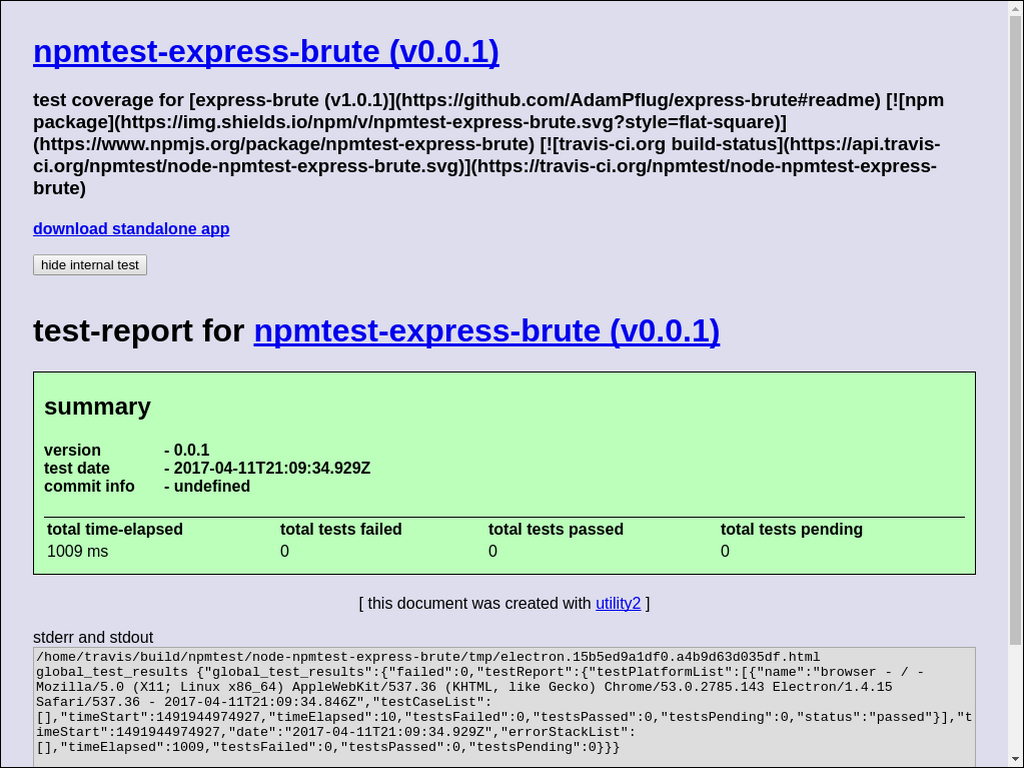 npmtest-express-brute (v0.0.1)
test coverage for [express-brute (v1.0.1)](https://github.com/AdamPflug/express-brute#readme) [![npm
package](https://img.shields.io/npm/v/npmtest-express-brute.svg?style=flat-square)]
(https://www.npmjs.org/package/npmtest-express-brute) [![travis-ci.org build-status](https://api.travis-
ci.org/npmtest/node-npmtest-express-brute.svg)](https://travis-ci.org/npmtest/node-npmtest-express-
brute)
download standalone app
hide internal test
test-report for npmtest-express-brute (v0.0.1)
summary
version - 0.0.1
test date - 2017-04-11T21:09:34.929Z
commit info - undefined
total time-elapsed total tests failed total tests passed total tests pending
1009 ms 0 0 0
[ this document was created with utility2 ]
stderr and stdout
/home/travis/build/npmtest/node-npmtest-express-brute/tmp/electron.15b5ed9a1df0.a4b9d63d035df.html
global_test_results {"global_test_results":{"failed":0,"testReport":{"testPlatformList":[{"name":"browser - / -
Mozilla/5.0 (X11; Linux x86_64) AppleWebKit/537.36 (KHTML, like Gecko) Chrome/53.0.2785.143 Electron/1.4.15
Safari/537.36 - 2017-04-11T21:09:34.846Z","testCaseList":
[],"timeStart":1491944974927,"timeElapsed":10,"testsFailed":0,"testsPassed":0,"testsPending":0,"status":"passed"}],"t
imeStart":1491944974927,"date":"2017-04-11T21:09:34.929Z","errorStackList":
[],"timeElapsed":1009,"testsFailed":0,"testsPassed":0,"testsPending":0}}}